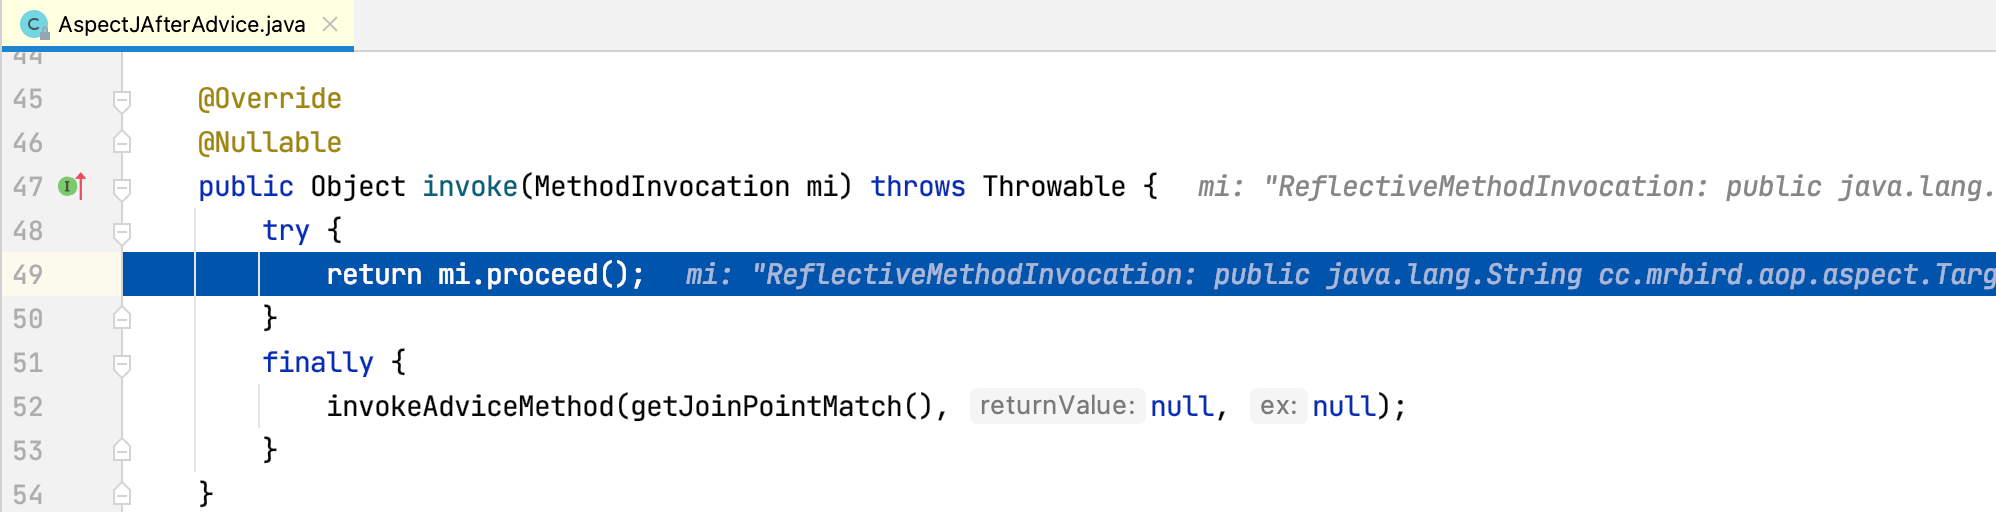 AspectJAfterAdvice.java
44
45 @Override
46 @Nullable
47 public Object invoke(MethodInvocation mi) throws Throwable { mi: "ReflectiveMethodInvocation: public java.lang.
48 try {
49 return mi.proceed(); mi: "ReflectiveMethodInvocation: public java.lang.String cc.mrbird.aop.aspect.Targ
50 }
51 finally {
52 invokeAdviceMethod(getJoinPointMatch(), returnValue: null, ex: null);
53 }
54 }